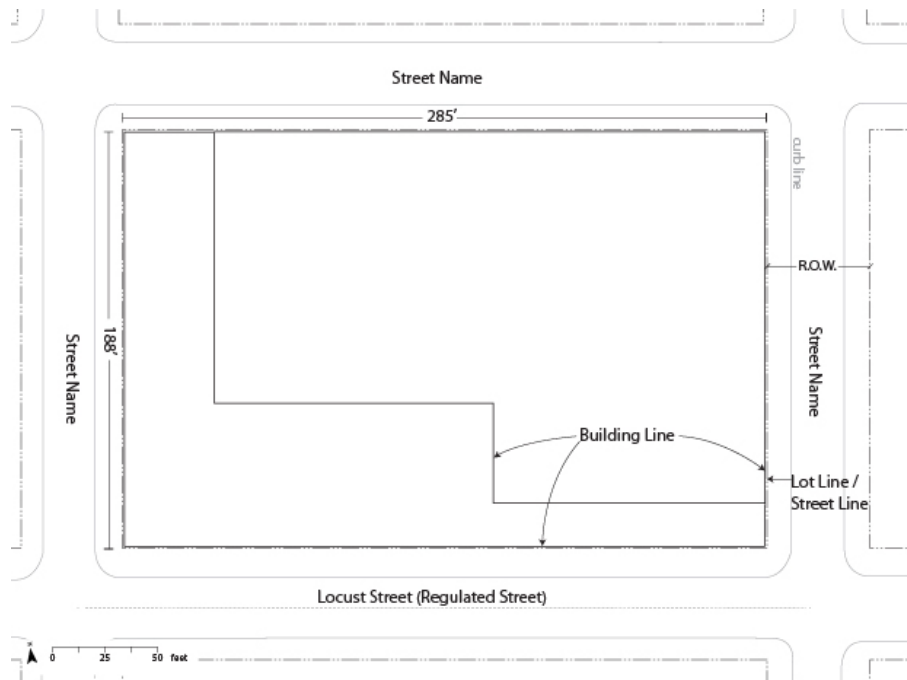 Street Name
285'
curb line
R.O.W.
188'
Street Name
Street Name
Building Line
Lot Line /
Street Line
Locust Street (Regulated Street)
0 25 50 feet